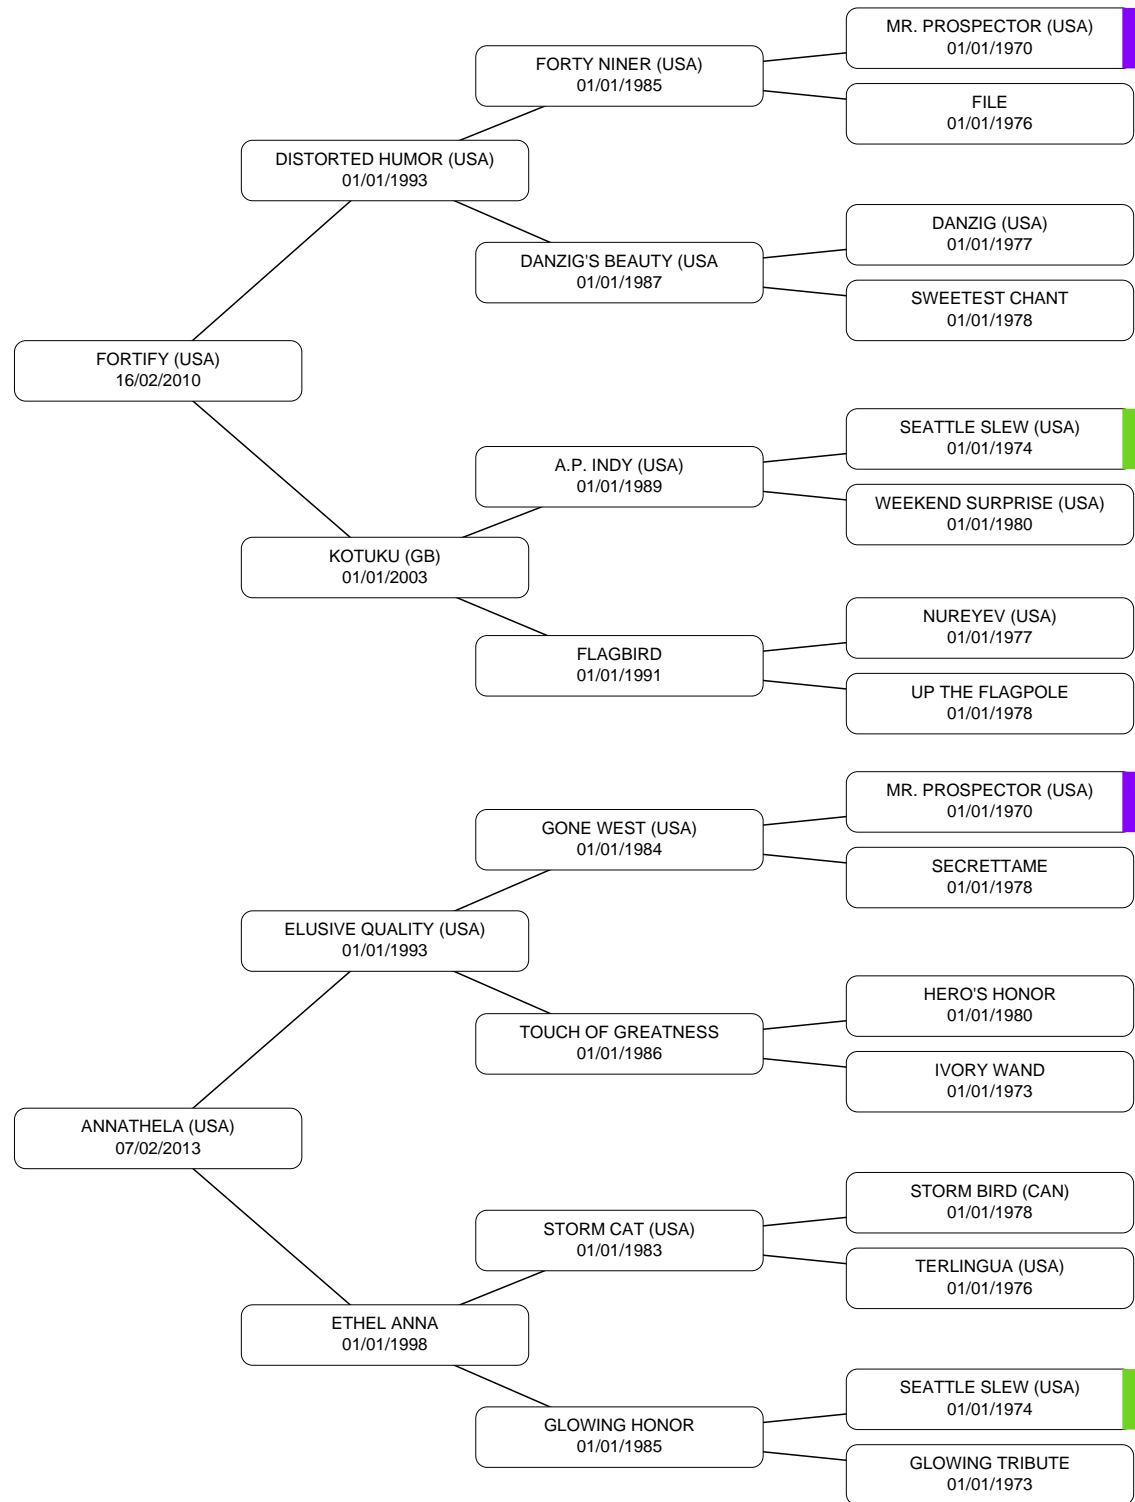 MR. PROSPECTOR (USA)
01/01/1970
FORTY NINER (USA)
01/01/1985
FILE
01/01/1976
DISTORTED HUMOR (USA)
01/01/1993
DANZIG (USA)
01/01/1977
DANZIG'S BEAUTY (USA
01/01/1987
SWEETEST CHANT
01/01/1978
FORTIFY (USA)
16/02/2010
SEATTLE SLEW (USA)
01/01/1974
A.P. INDY (USA)
01/01/1989
WEEKEND SURPRISE (USA)
01/01/1980
KOTUKU (GB)
01/01/2003
NUREYEV (USA)
01/01/1977
FLAGBIRD
01/01/1991
UP THE FLAGPOLE
01/01/1978
MR. PROSPECTOR (USA)
01/01/1970
GONE WEST (USA)
01/01/1984
SECRETTAME
01/01/1978
ELUSIVE QUALITY (USA)
01/01/1993
HERO'S HONOR
01/01/1980
TOUCH OF GREATNESS
01/01/1986
IVORY WAND
01/01/1973
ANNATHELA (USA)
07/02/2013
STORM BIRD (CAN)
01/01/1978
STORM CAT (USA)
01/01/1983
TERLINGUA (USA)
01/01/1976
ETHEL ANNA
01/01/1998
SEATTLE SLEW (USA)
01/01/1974
GLOWING HONOR
01/01/1985
GLOWING TRIBUTE
01/01/1973